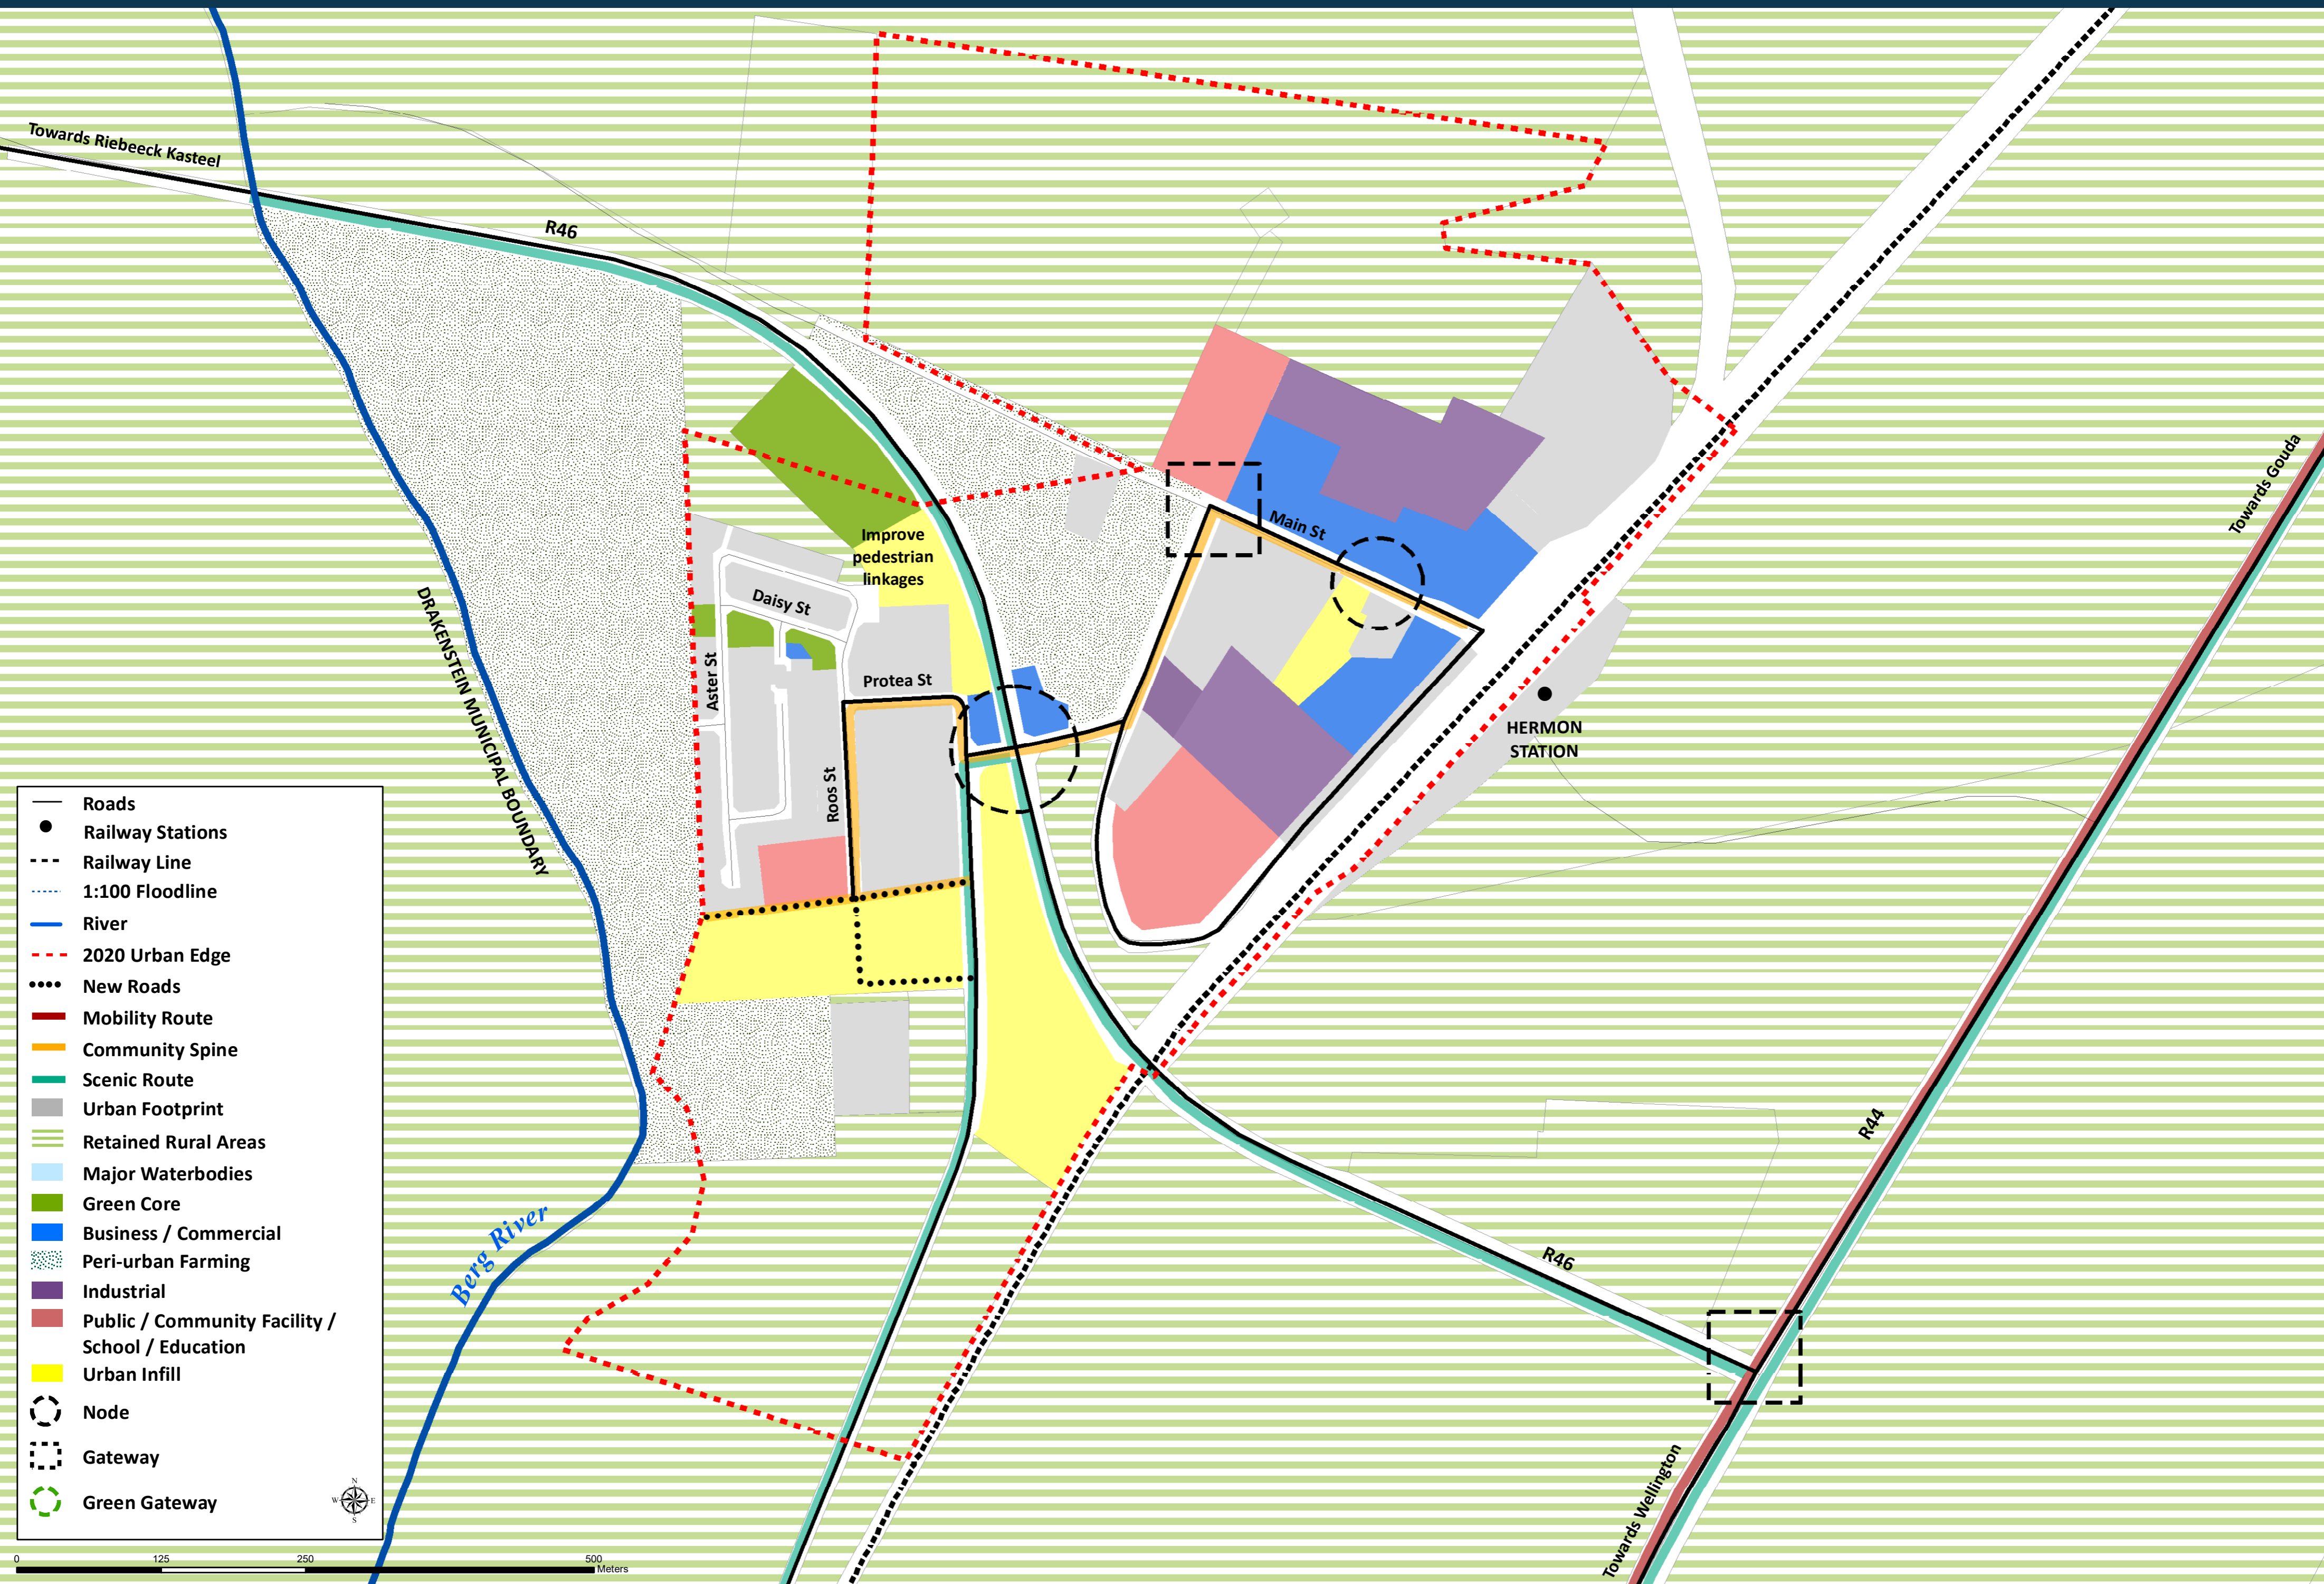 Towards Riebeeck Kasteel
R46
Towards Gouda
Improve
pedestrian
linkages
Main St
Daisy St
Aster St
Protea St
Roos St
HERMON
STATION
DRAKENSTEIN MUNICIPAL BOUNDARY
Berg River
R44
R46
Towards Wellington
Roads
Railway Stations
Railway Line
1:100 Floodline
River
2020 Urban Edge
New Roads
Mobility Route
Community Spine
Scenic Route
Urban Footprint
Retained Rural Areas
Major Waterbodies
Green Core
Business / Commercial
Peri-urban Farming
Industrial
Public / Community Facility /
School / Education
Urban Infill
Node
Gateway
Green Gateway
N
W E
S
0 125 250 500
Meters